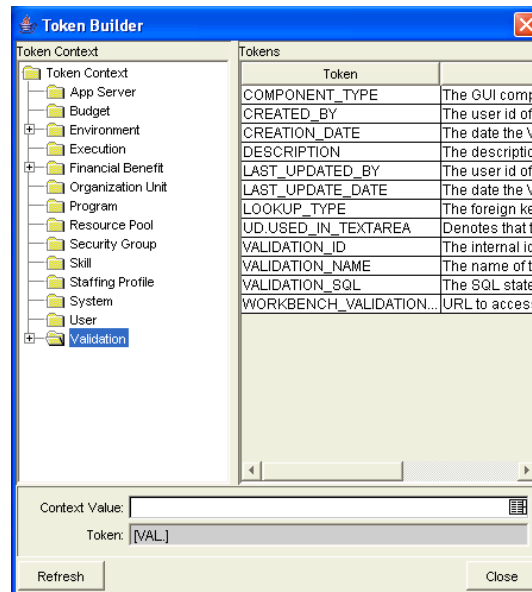 Token Builder
Token Context
Token Context
App Server
Budget
Environment
Execution
Financial Benefit
Organization Unit
Program
Resource Pool
Security Group
Skill
Staffing Profile
System
User
Validation
Tokens
Token
COMPONENT_TYPE The GUI comp
CREATED_BY The user id of
CREATION_DATE The date the V
DESCRIPTION The descriptio
LAST_UPDATED_BY The user id of
LAST_UPDATE_DATE The date the V
LOOKUP_TYPE The foreign ke
UD.USED_IN_TEXTAREA Denotes that f
VALIDATION_ID The internal ic
VALIDATION_NAME The name of t
VALIDATION_SQL The SQL state
WORKBENCH_VALIDATION... URL to acces
Context Value:
Token: [VAL.]
Refresh Close